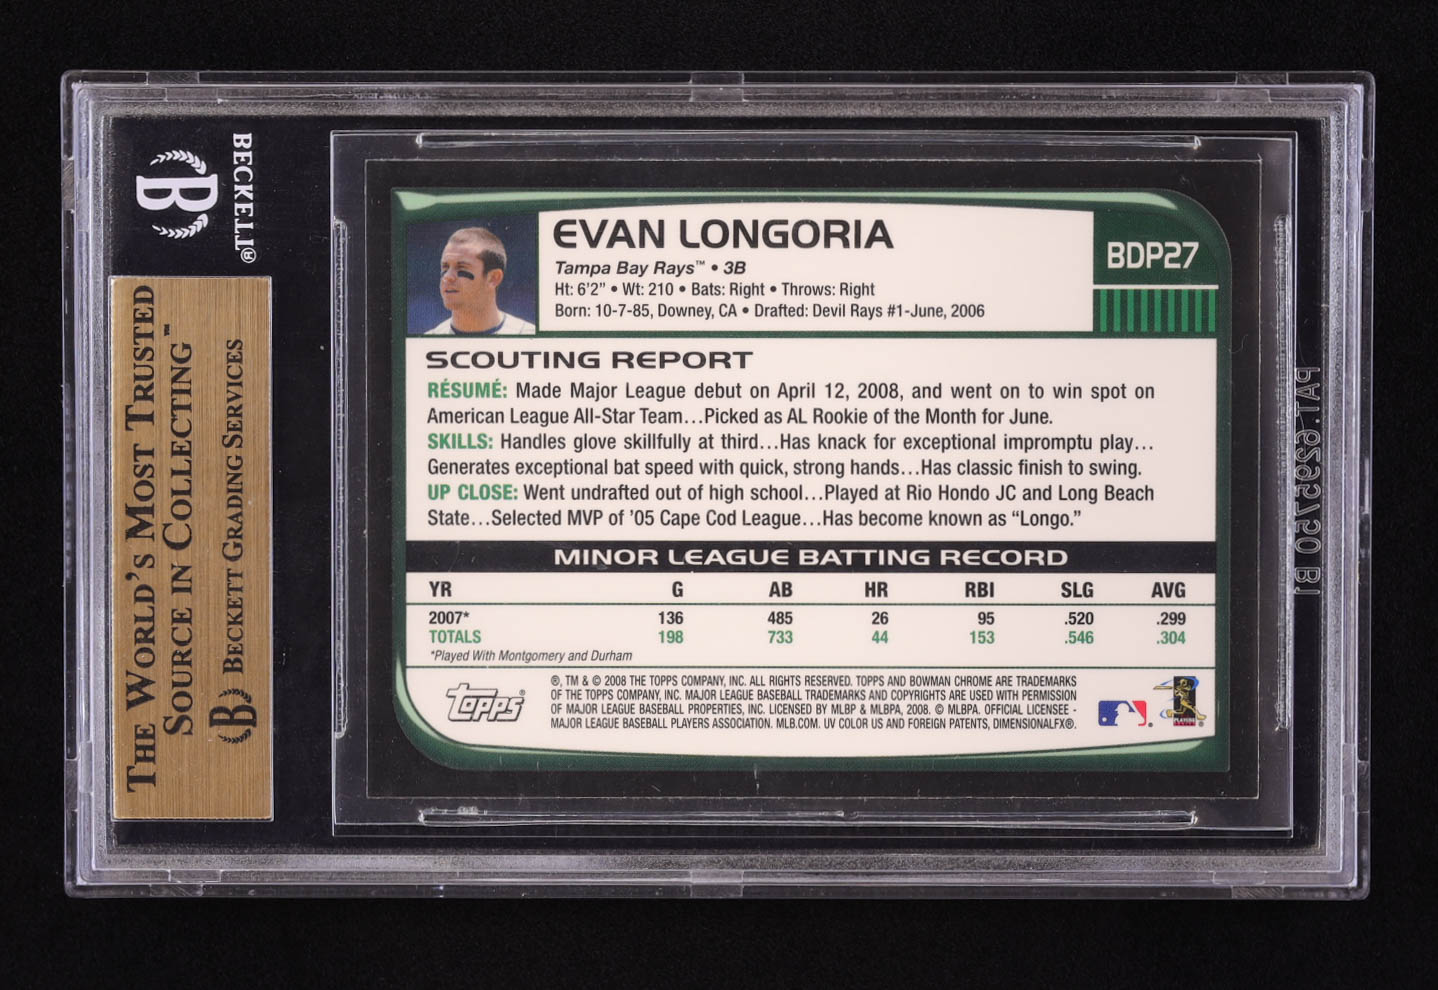 BECKETT®
B
THE WORLD'S MOST TRUSTED
SOURCE IN COLLECTING™
B BECKETT GRADING SERVICES
EVAN LONGORIA
Tampa Bay Rays™ • 3B
Ht: 6'2" • Wt: 210 • Bats: Right • Throws: Right
Born: 10-7-85, Downey, CA • Drafted: Devil Rays #1-June, 2006
BDP27
SCOUTING REPORT
RÉSUMÉ: Made Major League debut on April 12, 2008, and went on to win spot on
American League All-Star Team...Picked as AL Rookie of the Month for June.
SKILLS: Handles glove skillfully at third...Has knack for exceptional impromptu play...
Generates exceptional bat speed with quick, strong hands...Has classic finish to swing.
UP CLOSE: Went undrafted out of high school...Played at Rio Hondo JC and Long Beach
State...Selected MVP of '05 Cape Cod League...Has become known as "Longo."
MINOR LEAGUE BATTING RECORD
YR G AB HR RBI SLG AVG
2007* 136 485 26 95 .520 .299
TOTALS 198 733 44 153 .546 .304
*Played With Montgomery and Durham
topps®
®, TM & © 2008 THE TOPPS COMPANY, INC. ALL RIGHTS RESERVED. TOPPS AND BOWMAN CHROME ARE TRADEMARKS
OF THE TOPPS COMPANY, INC. MAJOR LEAGUE BASEBALL TRADEMARKS AND COPYRIGHTS ARE USED WITH PERMISSION
OF MAJOR LEAGUE BASEBALL PROPERTIES, INC. LICENSED BY MLBP & MLBPA, 2008. © MLBPA. OFFICIAL LICENSEE -
MAJOR LEAGUE BASEBALL PLAYERS ASSOCIATION. MLB.COM. UV COLOR US AND FOREIGN PATENTS, DIMENSIONALFX®.
PLAYERS
PAT. 6295750 B1